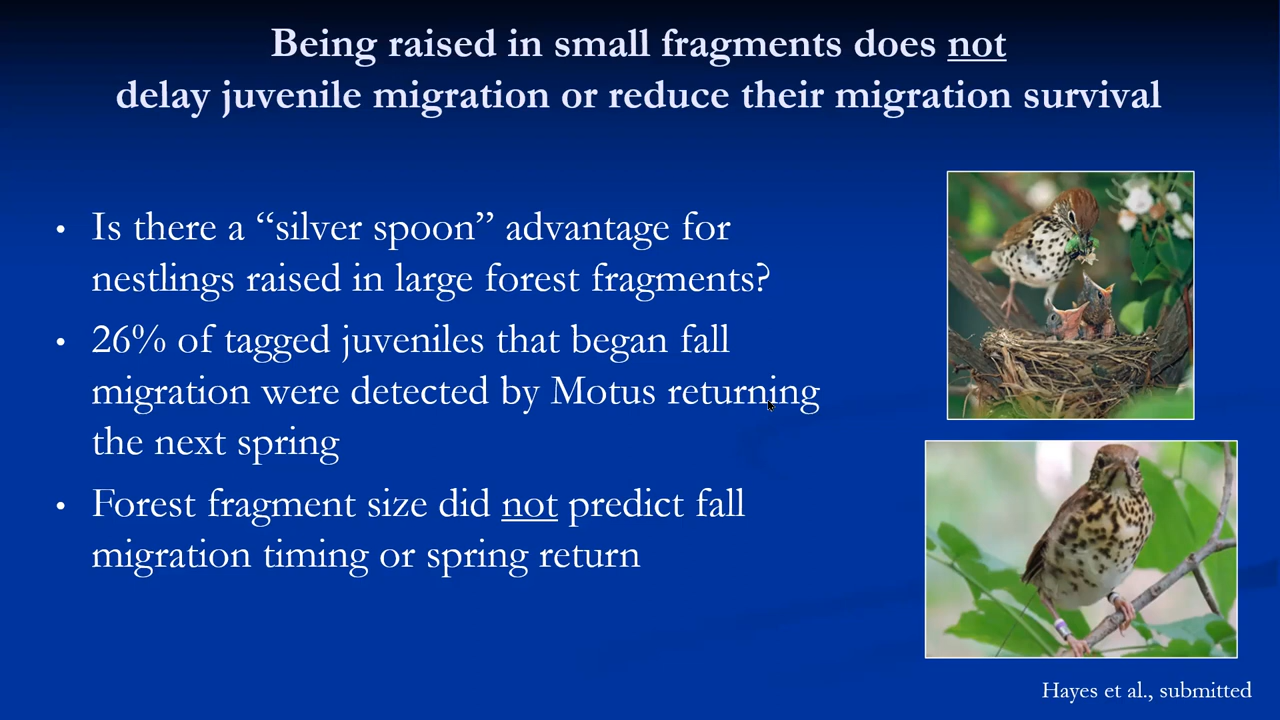 Being raised in small fragments does not
delay juvenile migration or reduce their migration survival
• Is there a “silver spoon” advantage for
nestlings raised in large forest fragments?
• 26% of tagged juveniles that began fall
migration were detected by Motus returning
the next spring
• Forest fragment size did not predict fall
migration timing or spring return
Hayes et al., submitted